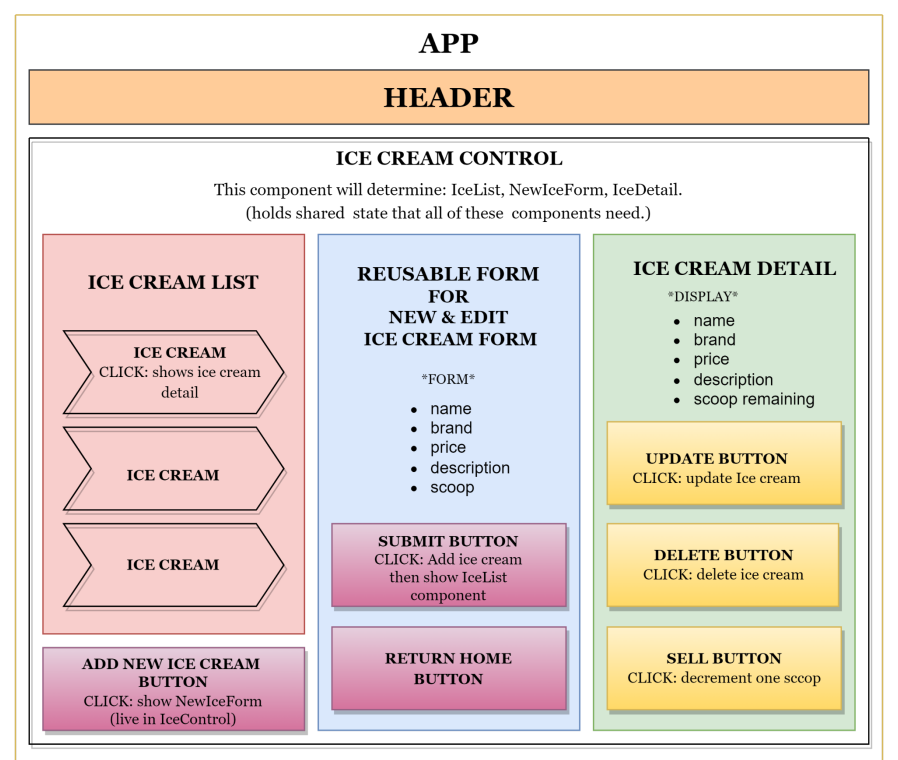 APP
HEADER
ICE CREAM CONTROL
This component will determine: IceList, NewIceForm, IceDetail.
(holds shared state that all of these components need.)
ICE CREAM LIST
ICE CREAM
CLICK: shows ice cream
detail
ICE CREAM
ICE CREAM
ADD NEW ICE CREAM
BUTTON
CLICK: show NewIceForm
(live in IceControl)
REUSABLE FORM
FOR
NEW & EDIT
ICE CREAM FORM
*FORM*
• name
• brand
• price
• description
• scoop
SUBMIT BUTTON
CLICK: Add ice cream
then show IceList
component
RETURN HOME
BUTTON
ICE CREAM DETAIL
*DISPLAY*
• name
• brand
• price
• description
• scoop remaining
UPDATE BUTTON
CLICK: update Ice cream
DELETE BUTTON
CLICK: delete ice cream
SELL BUTTON
CLICK: decrement one sccop